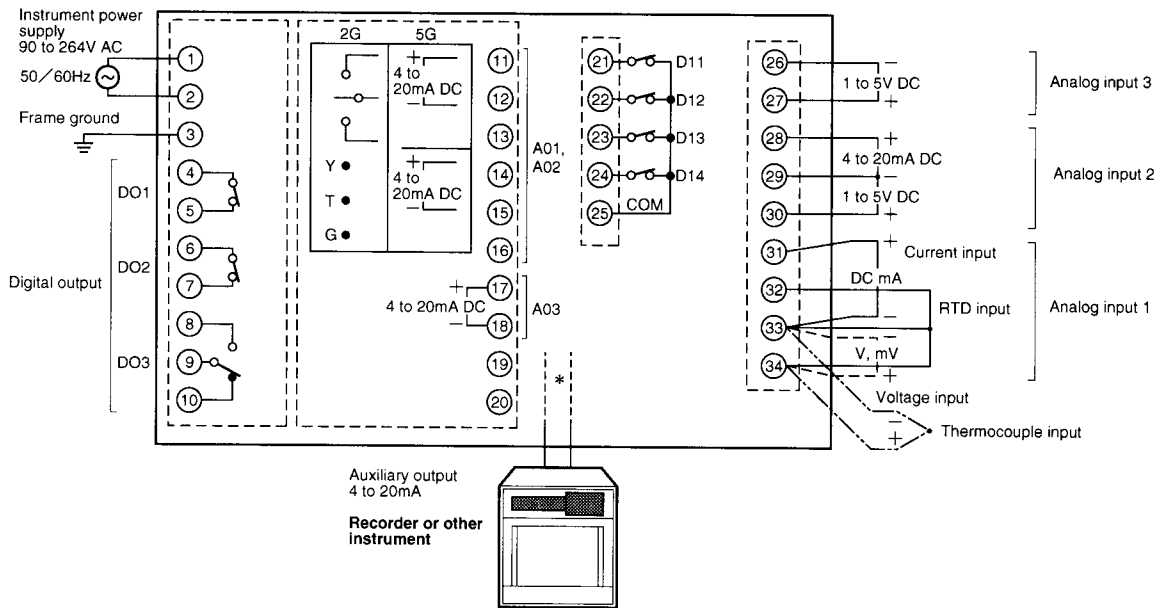 Instrument power
supply
90 to 264V AC
50／60Hz
Frame ground
Digital output
DO1
DO2
DO3
1
2
3
4
5
6
7
8
9
10
2G
5G
+
4 to
20mA DC
−
+
4 to
20mA DC
−
Y
T
G
11
12
13
14
15
16
17
18
19
20
A01,
A02
+
4 to 20mA DC
−
A03
*
21
22
23
24
25
D11
D12
D13
D14
COM
26
27
28
29
30
31
32
33
34
−
1 to 5V DC
+
Analog input 3
+
4 to 20mA DC
−
1 to 5V DC
+
Analog input 2
+
Current input
DC mA
−
RTD input
−
V, mV
+
Analog input 1
Voltage input
−
+
Thermocouple input
Auxiliary output
4 to 20mA
Recorder or other
instrument